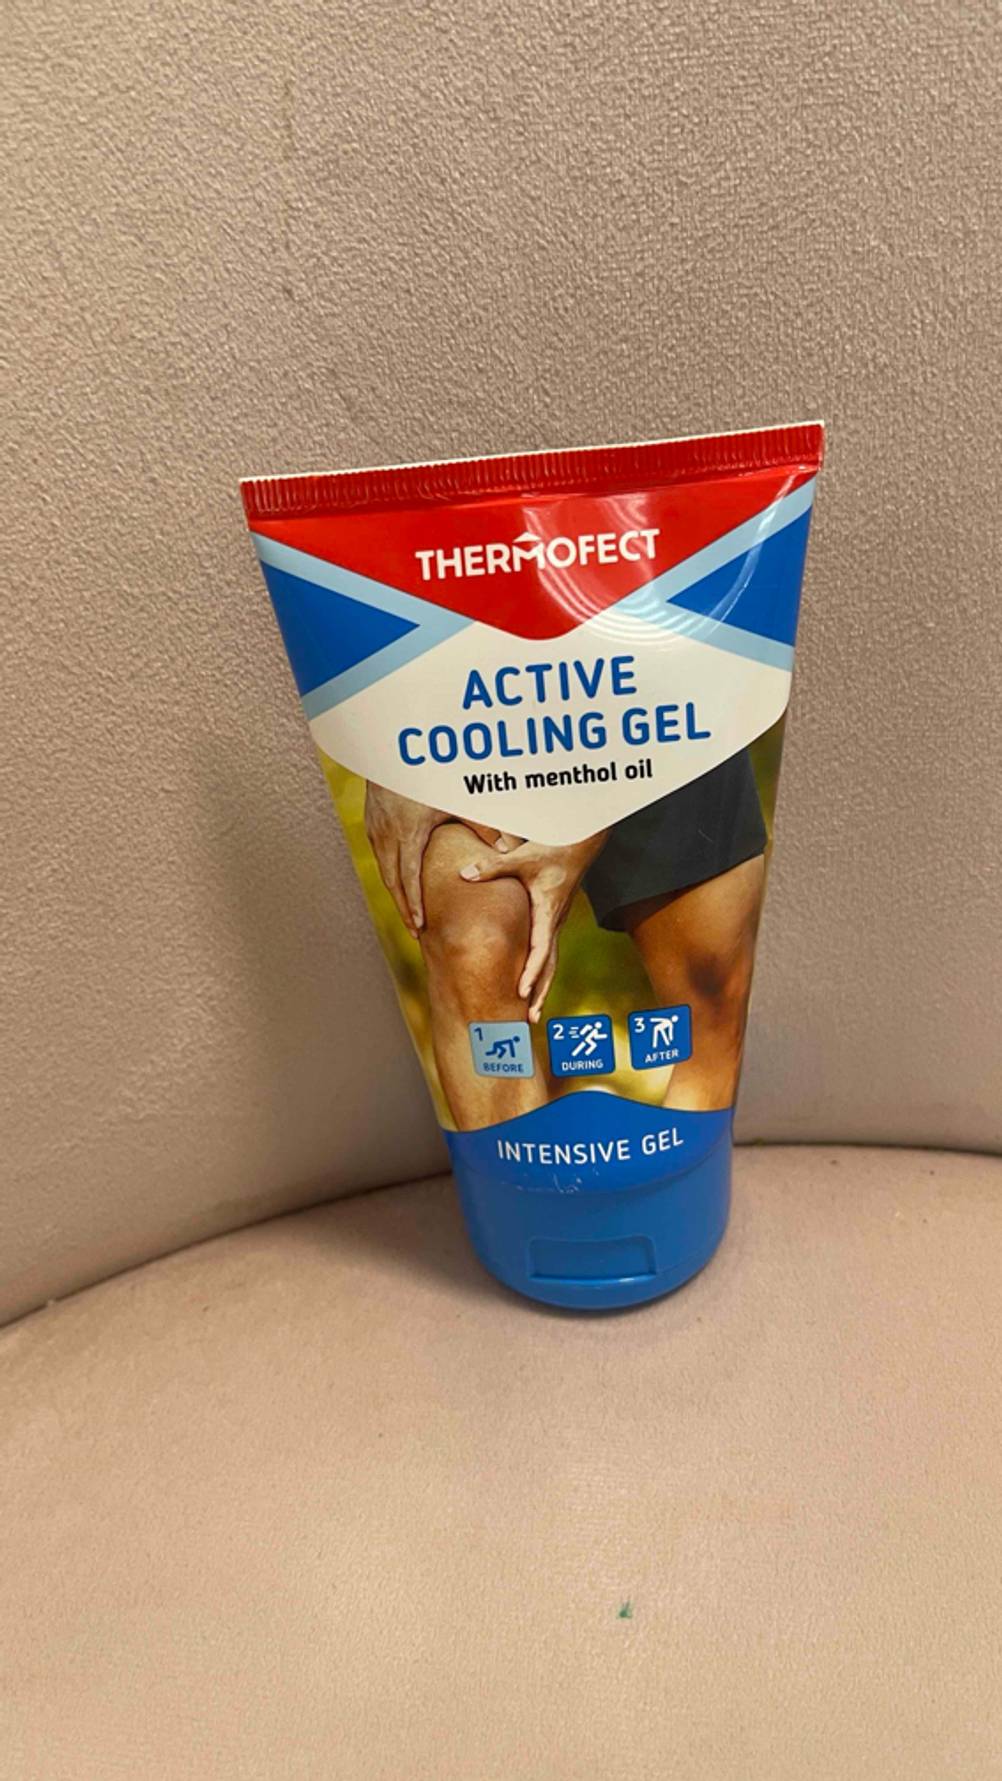 THERMOFECT
ACTIVE
COOLING GEL
With menthol oil
1
BEFORE
2
DURING
3
AFTER
INTENSIVE GEL